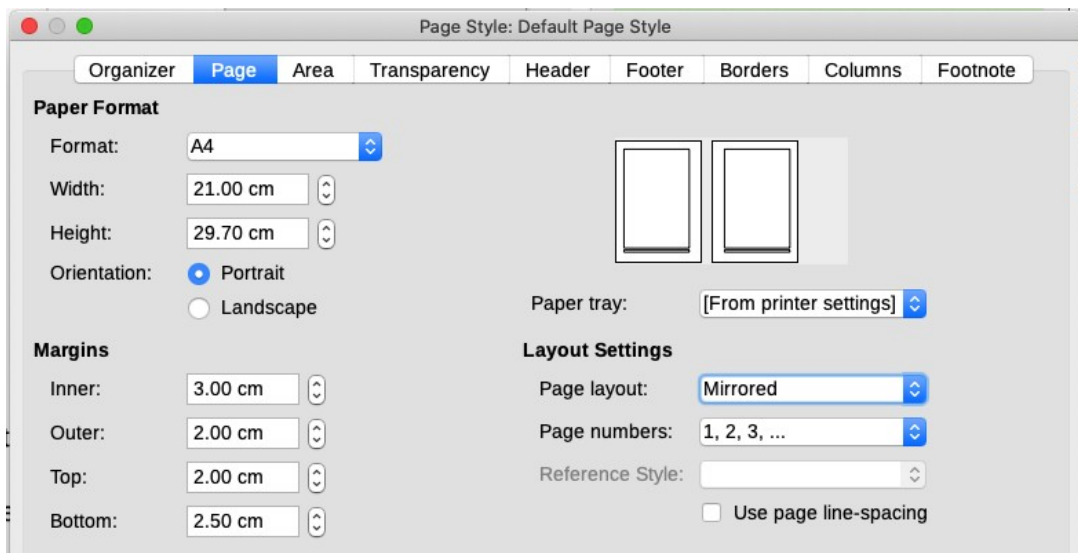 Page Style: Default Page Style
Organizer Page Area Transparency Header Footer Borders Columns Footnote
Paper Format
Format: A4
Width: 21.00 cm
Height: 29.70 cm
Orientation: Portrait
Landscape
Paper tray: [From printer settings]
Margins
Inner: 3.00 cm
Outer: 2.00 cm
Top: 2.00 cm
Bottom: 2.50 cm
Layout Settings
Page layout: Mirrored
Page numbers: 1, 2, 3, ...
Reference Style:
Use page line-spacing